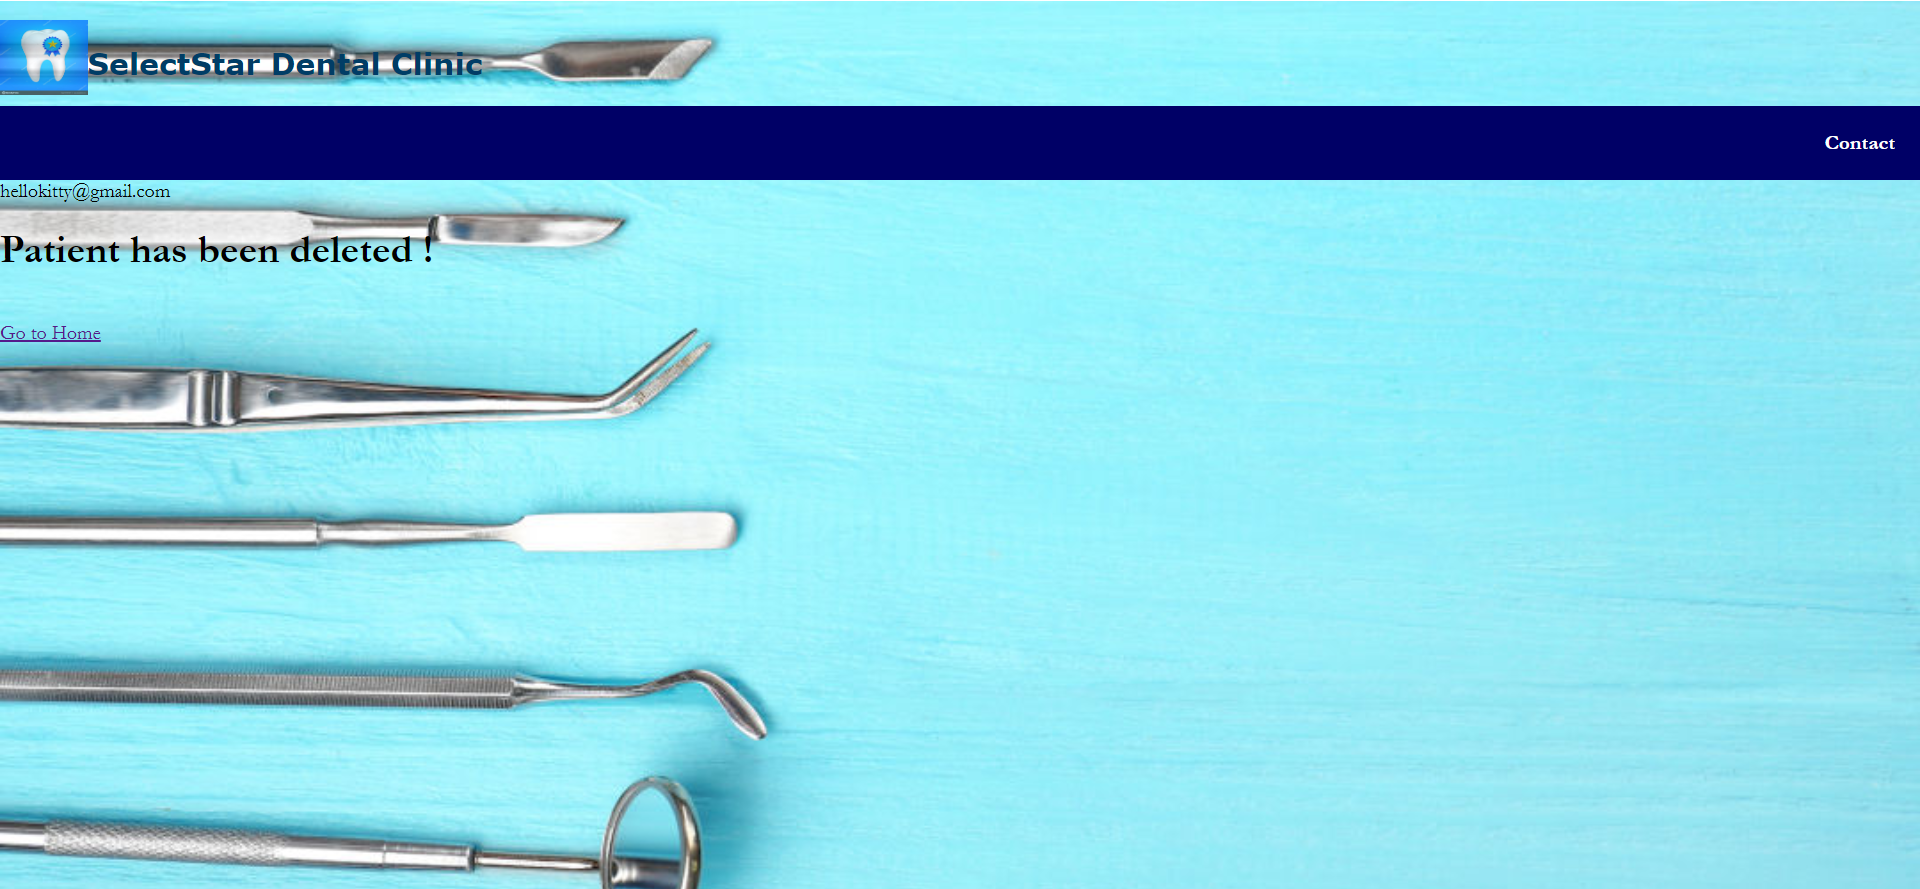 SelectStar Dental Clinic
Contact
hellokitty@gmail.com
Patient has been deleted !
Go to Home